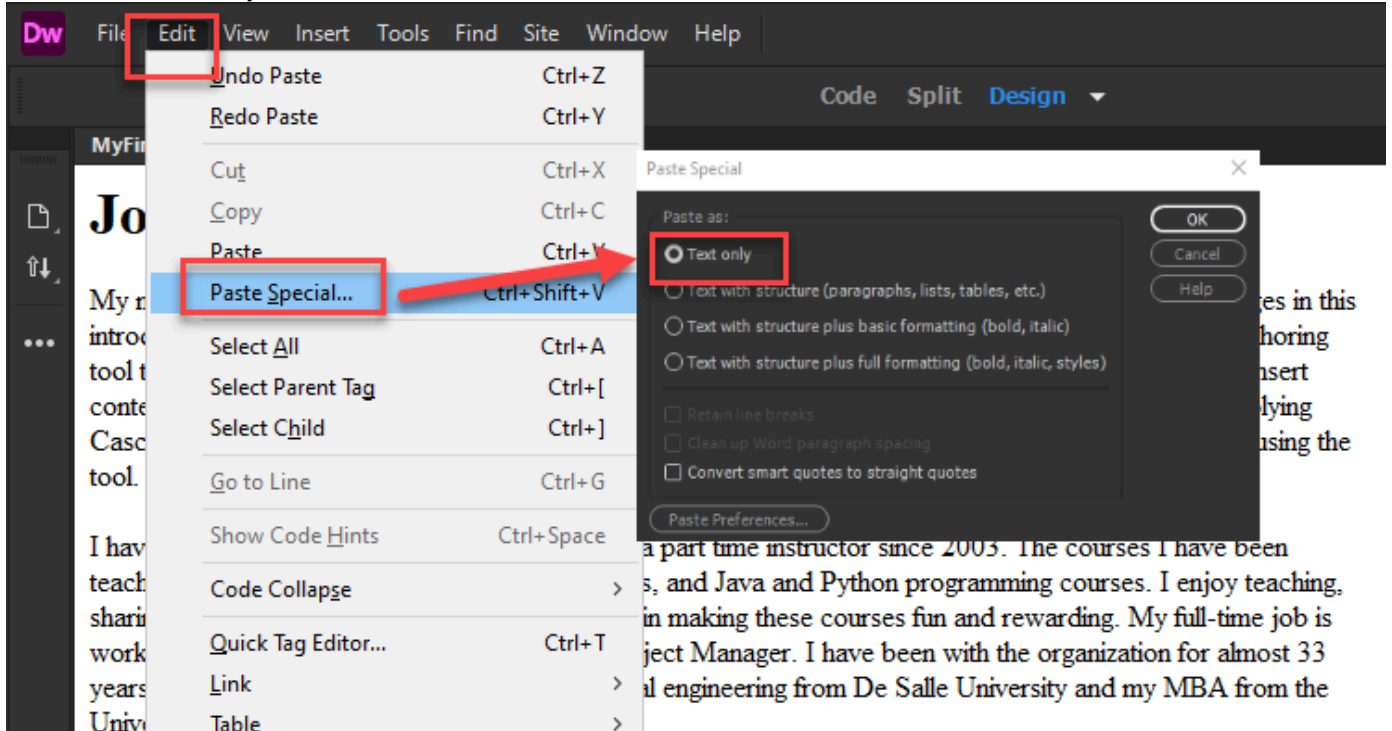 Dw File Edit View Insert Tools Find Site Window Help
Undo Paste Ctrl+Z
Redo Paste Ctrl+Y
Cut Ctrl+X
Copy Ctrl+C
Paste Ctrl+V
Paste Special... Ctrl+Shift+V
Select All Ctrl+A
Select Parent Tag Ctrl+[
Select Child Ctrl+]
Go to Line Ctrl+G
Show Code Hints Ctrl+Space
Code Collapse >
Quick Tag Editor... Ctrl+T
Link >
Table >
Code Split Design
Paste Special
Paste as:
Text only
Text with structure (paragraphs, lists, tables, etc.)
Text with structure plus basic formatting (bold, italic)
Text with structure plus full formatting (bold, italic, styles)
Retain line breaks
Clean up Word paragraph spacing
Convert smart quotes to straight quotes
Paste Preferences...
OK
Cancel
Help
MyFir
Jo
My
ges in this
introd
horing
tool t
nsert
conte
lying
Casc
using the
tool.
I hav a part time instructor since 2003. The courses I have been
teach s, and Java and Python programming courses. I enjoy teaching,
sharin in making these courses fun and rewarding. My full-time job is
work ject Manager. I have been with the organization for almost 33
years al engineering from De Salle University and my MBA from the
Unive